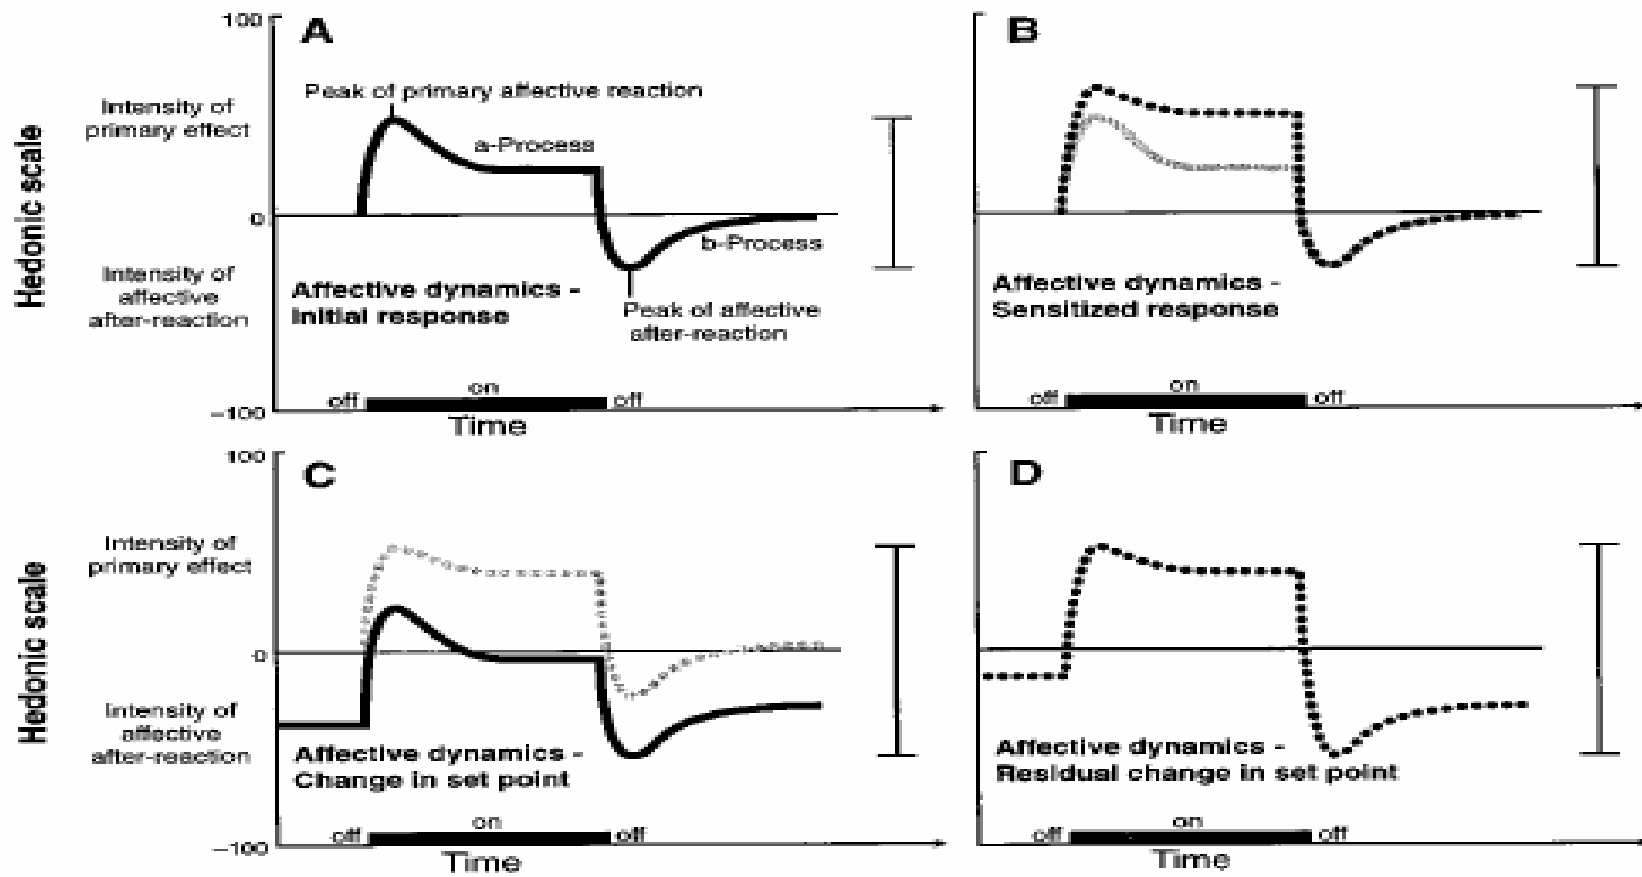 A
100
Peak of primary affective reaction
Intensity of
primary effect
a-Process
Hedonic scale
0
b-Process
Intensity of
affective
after-reaction
Affective dynamics -
Initial response
Peak of affective
after-reaction
on
off
off
-100
Time
B
Affective dynamics -
Sensitized response
on
off
off
Time
C
100
Intensity of
primary effect
Hedonic scale
0
Intensity of
affective
after-reaction
Affective dynamics -
Change in set point
on
off
off
-100
Time
D
Affective dynamics -
Residual change in set point
on
off
off
Time